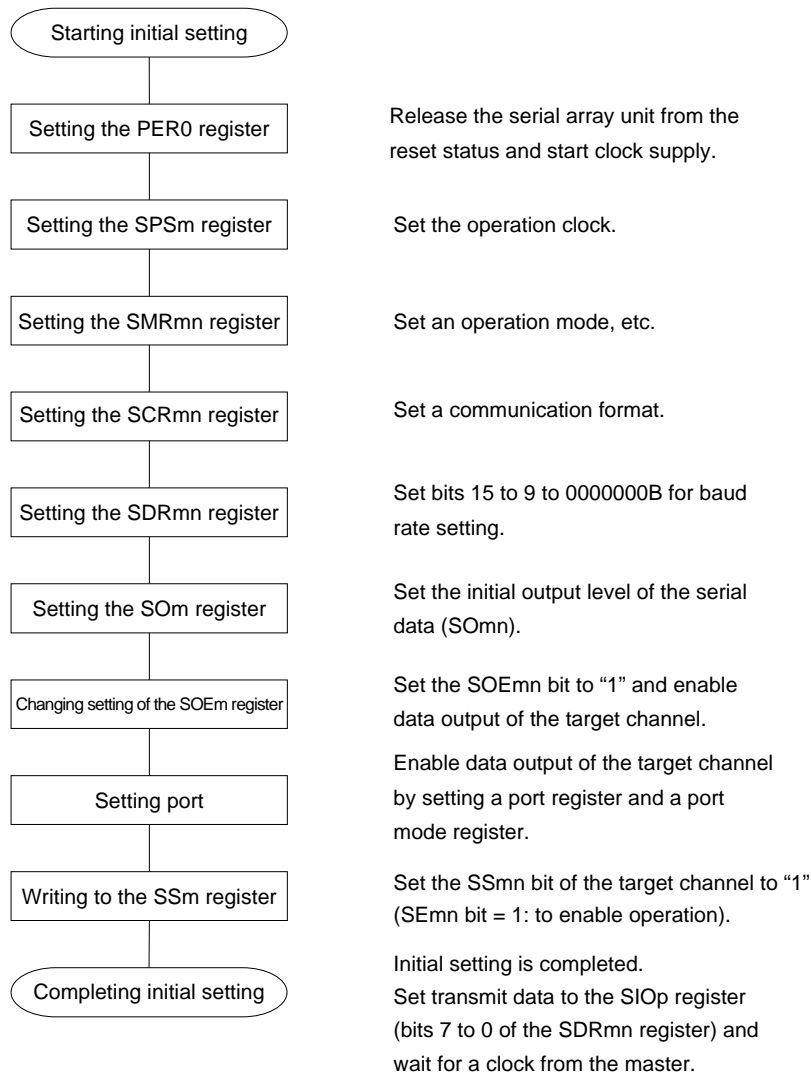 Starting initial setting
Setting the PER0 register
Release the serial array unit from the
reset status and start clock supply.
Setting the SPSm register
Set the operation clock.
Setting the SMRmn register
Set an operation mode, etc.
Setting the SCRmn register
Set a communication format.
Setting the SDRmn register
Set bits 15 to 9 to 0000000B for baud
rate setting.
Setting the SOm register
Set the initial output level of the serial
data (SOmn).
Changing setting of the SOEm register
Set the SOEmn bit to “1” and enable
data output of the target channel.
Setting port
Enable data output of the target channel
by setting a port register and a port
mode register.
Writing to the SSm register
Set the SSmn bit of the target channel to “1”
(SEmn bit = 1: to enable operation).
Completing initial setting
Initial setting is completed.
Set transmit data to the SIOp register
(bits 7 to 0 of the SDRmn register) and
wait for a clock from the master.